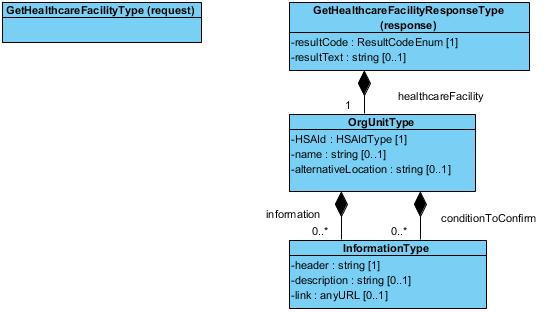 GetHealthcareFacilityType (request)
GetHealthcareFacilityResponseType
(response)
-resultCode : ResultCodeEnum [1]
-resultText : string [0..1]
healthcareFacility
1
OrgUnitType
-HSAId : HSAIdType [1]
-name : string [0..1]
-alternativeLocation : string [0..1]
information
conditionToConfirm
0..*
0..*
InformationType
-header : string [1]
-description : string [0..1]
-link : anyURL [0..1]